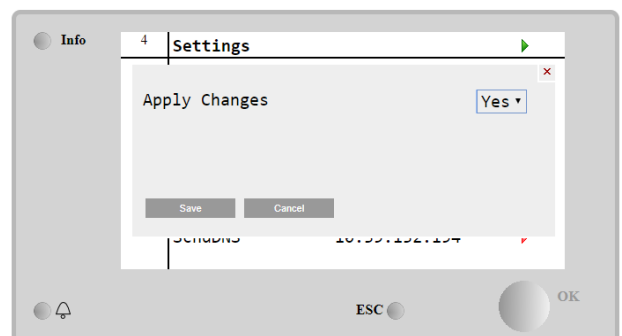 Info
4 Settings
Apply Changes Yes
Save Cancel
OK
ESC